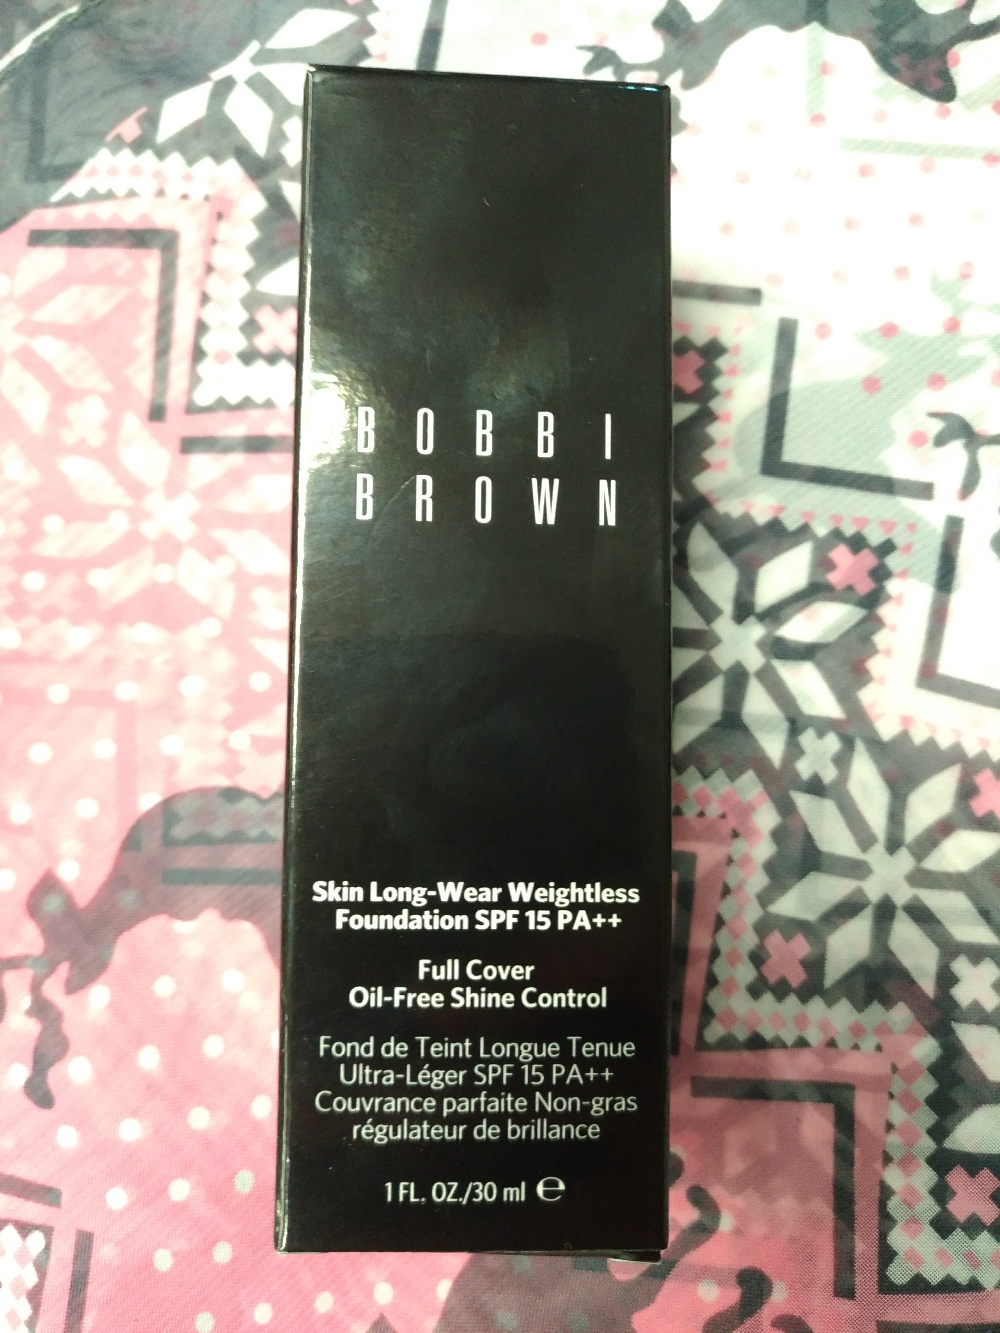 BOBBI
BROWN
Skin Long-Wear Weightless
Foundation SPF 15 PA++
Full Cover
Oil-Free Shine Control
Fond de Teint Longue Tenue
Ultra-Léger SPF 15 PA++
Couvrance parfaite Non-gras
régulateur de brillance
1 FL. OZ./30 ml ℮